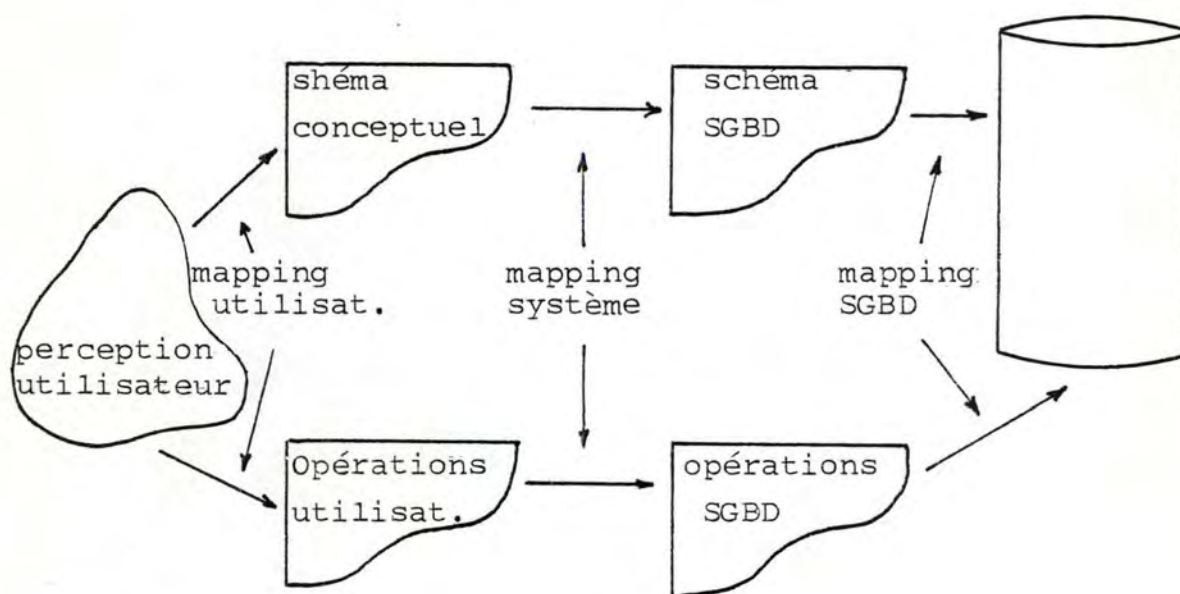 shéma
conceptuel
schéma
SGBD
mapping
utilisat.
mapping
système
mapping
SGBD
perception
utilisateur
Opérations
utilisat.
opérations
SGBD